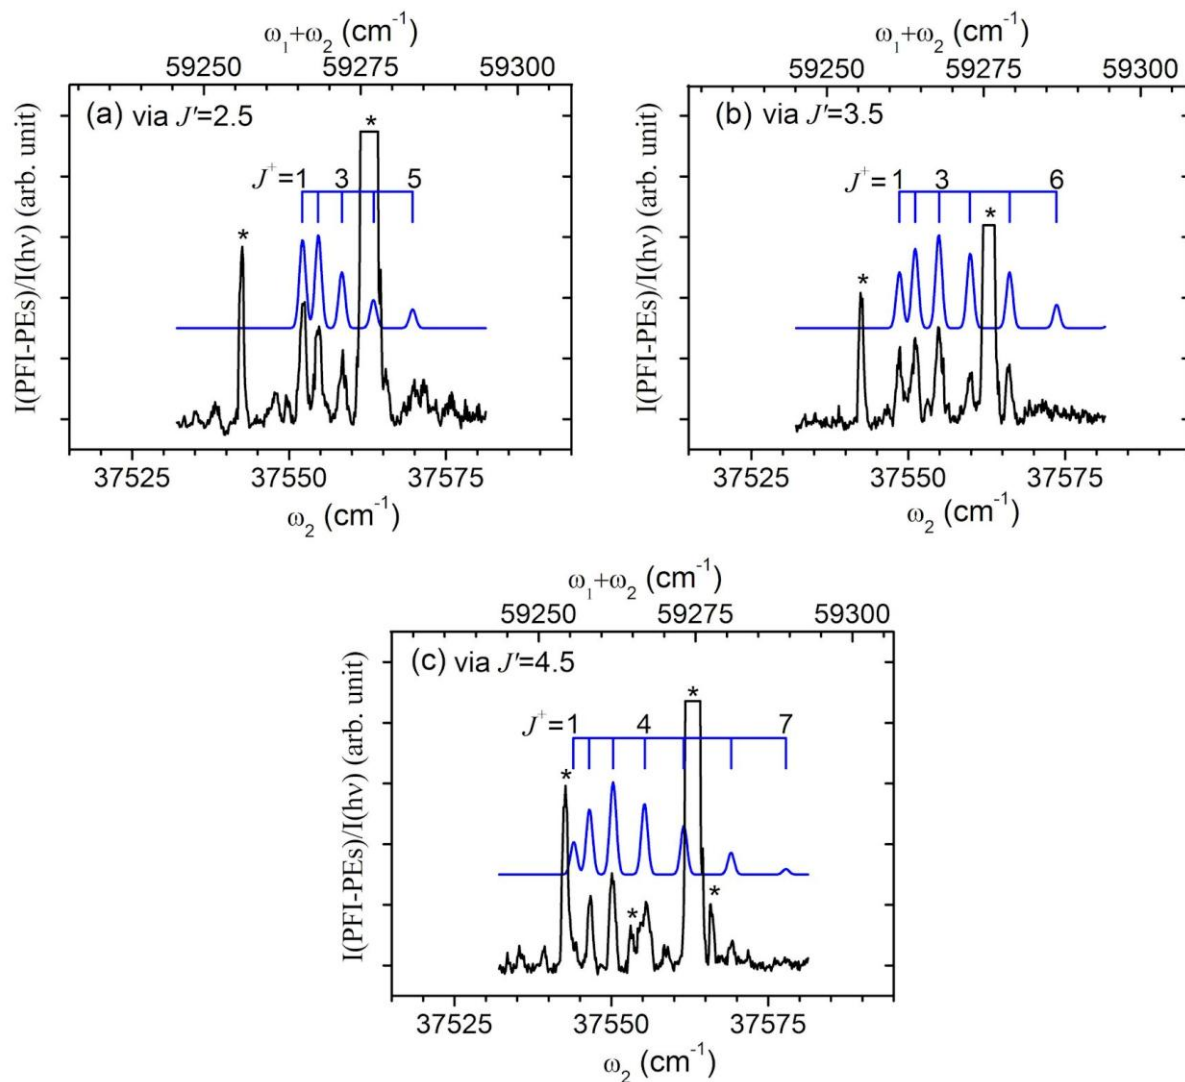 ω₁+ω₂ (cm⁻¹)
59250 59275 59300
(a) via J'=2.5
*
*
J⁺=1 3 5
I(PFI-PEs)/I(hν) (arb. unit)
37525 37550 37575
ω₂ (cm⁻¹)
ω₁+ω₂ (cm⁻¹)
59250 59275 59300
(b) via J'=3.5
J⁺=1 3 6
*
*
I(PFI-PEs)/I(hν) (arb. unit)
37525 37550 37575
ω₂ (cm⁻¹)
ω₁+ω₂ (cm⁻¹)
59250 59275 59300
(c) via J'=4.5
*
J⁺=1 4 7
*
* *
I(PFI-PEs)/I(hν) (arb. unit)
37525 37550 37575
ω₂ (cm⁻¹)